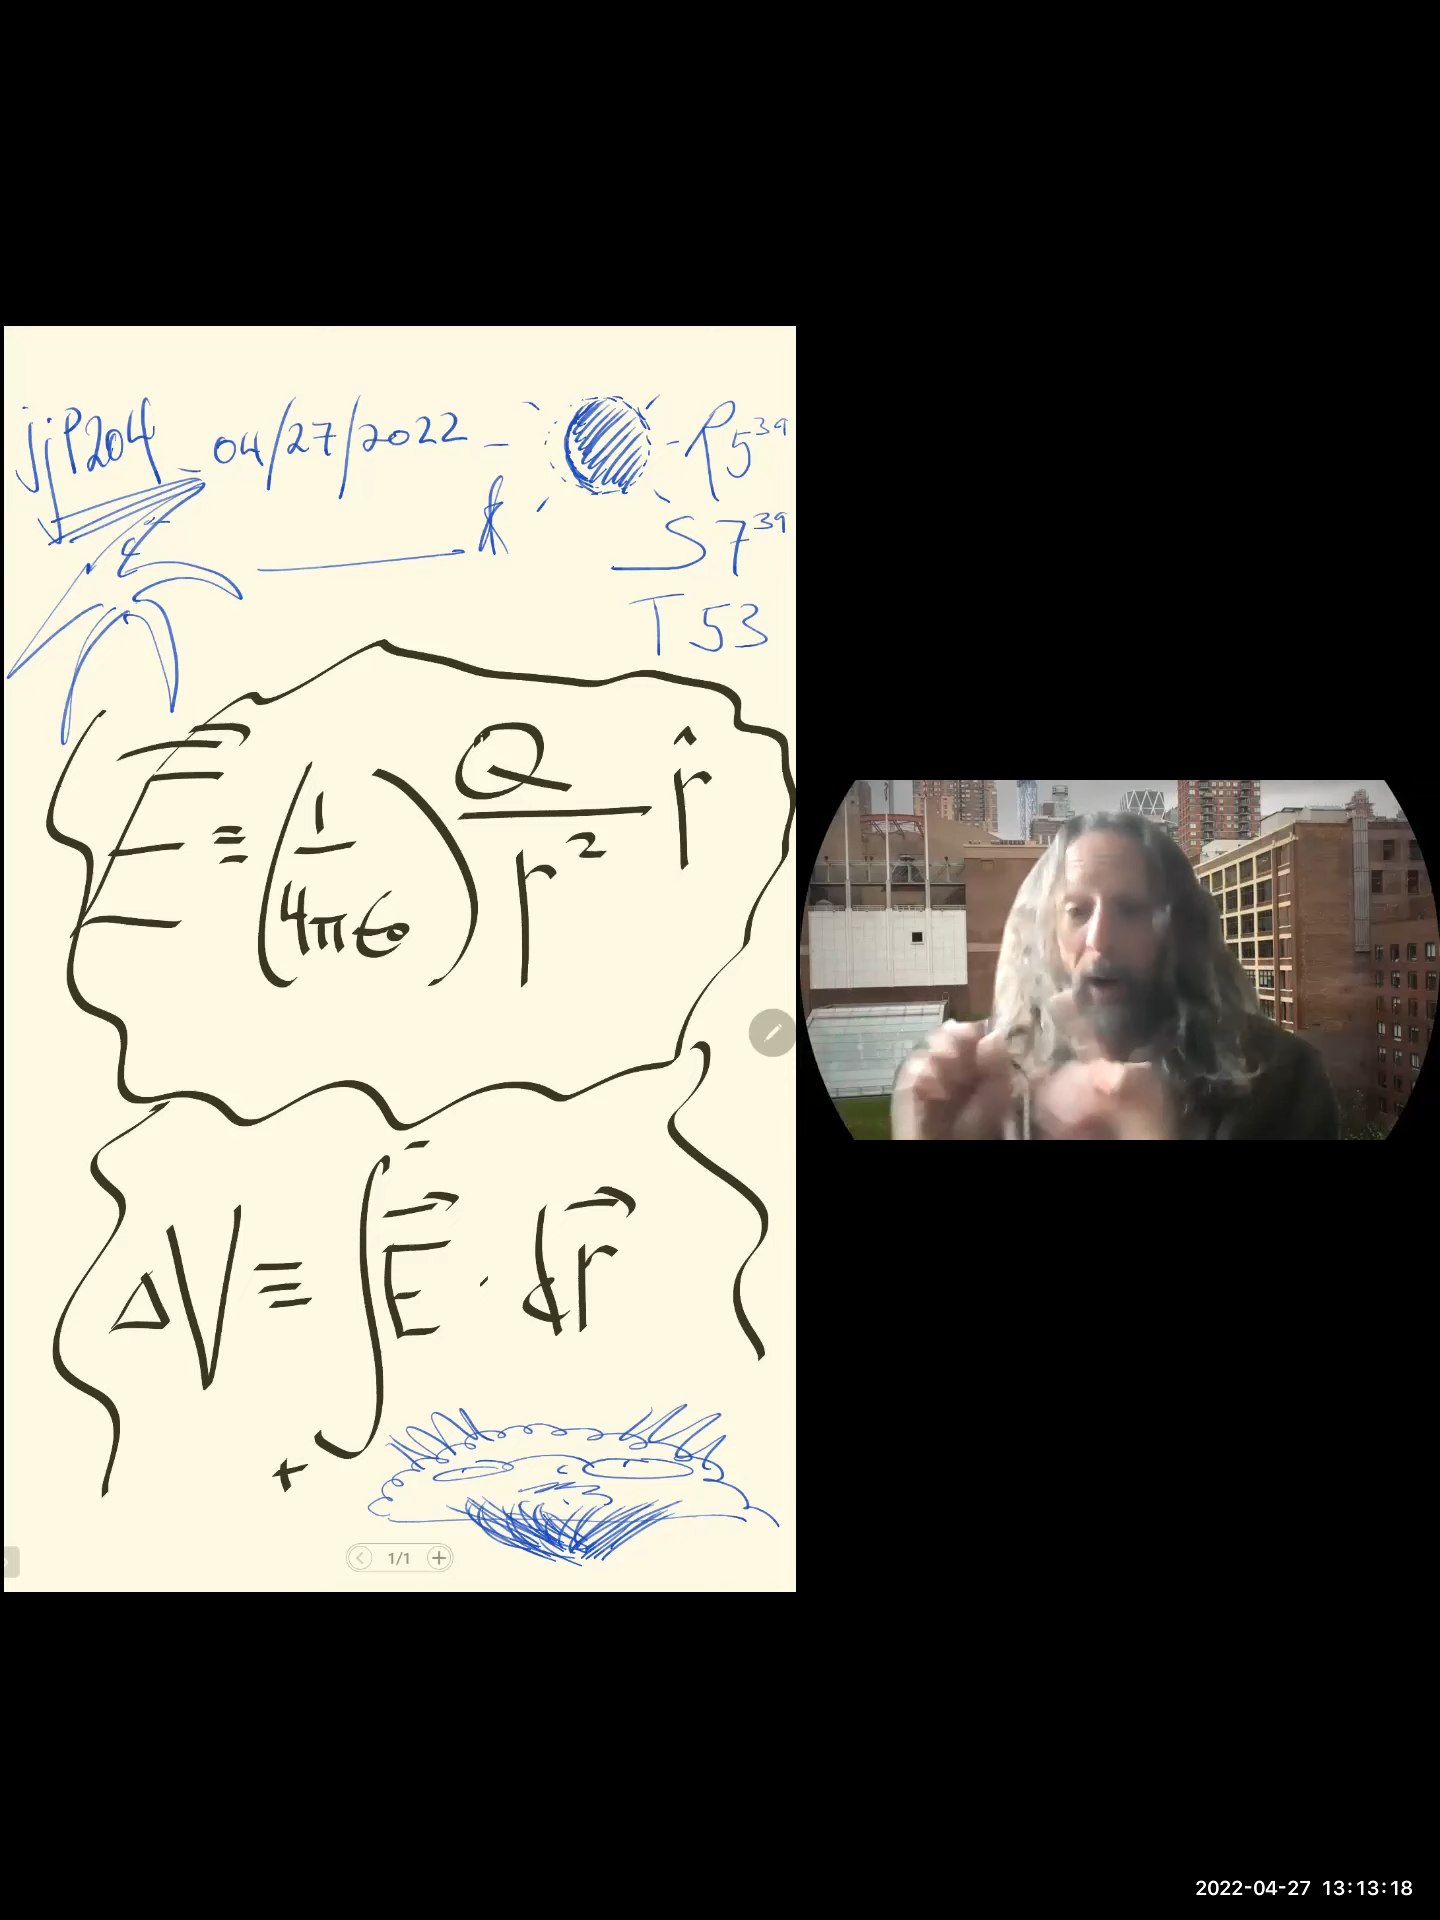 jjP204 04/27/2022 R5³⁹
S7³⁹
T53
E⃗ = (1/4πε₀) Q/r² r̂
ΔV ≡ ∫₊⁻ E⃗ · dr⃗
1/1
2022-04-27 13:13:18